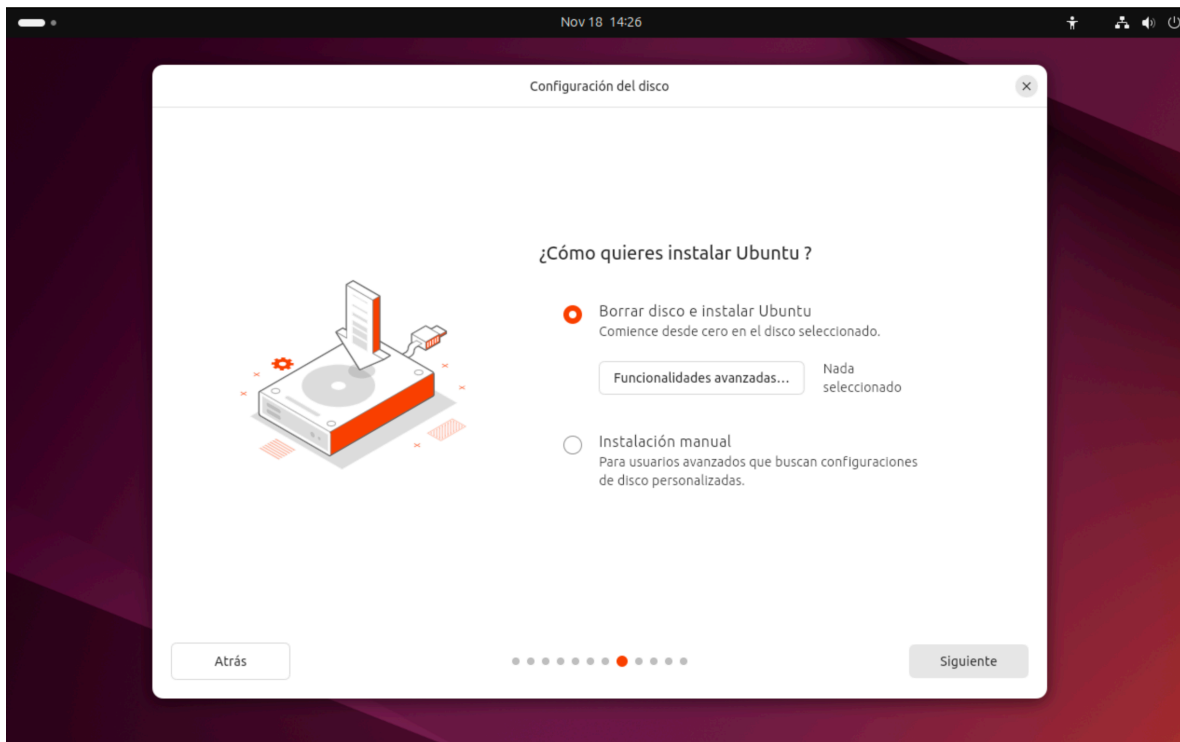 Nov 18 14:26
Configuración del disco
¿Cómo quieres instalar Ubuntu ?
Borrar disco e instalar Ubuntu
Comience desde cero en el disco seleccionado.
Funcionalidades avanzadas...
Nada
seleccionado
Instalación manual
Para usuarios avanzados que buscan configuraciones
de disco personalizadas.
Atrás
Siguiente